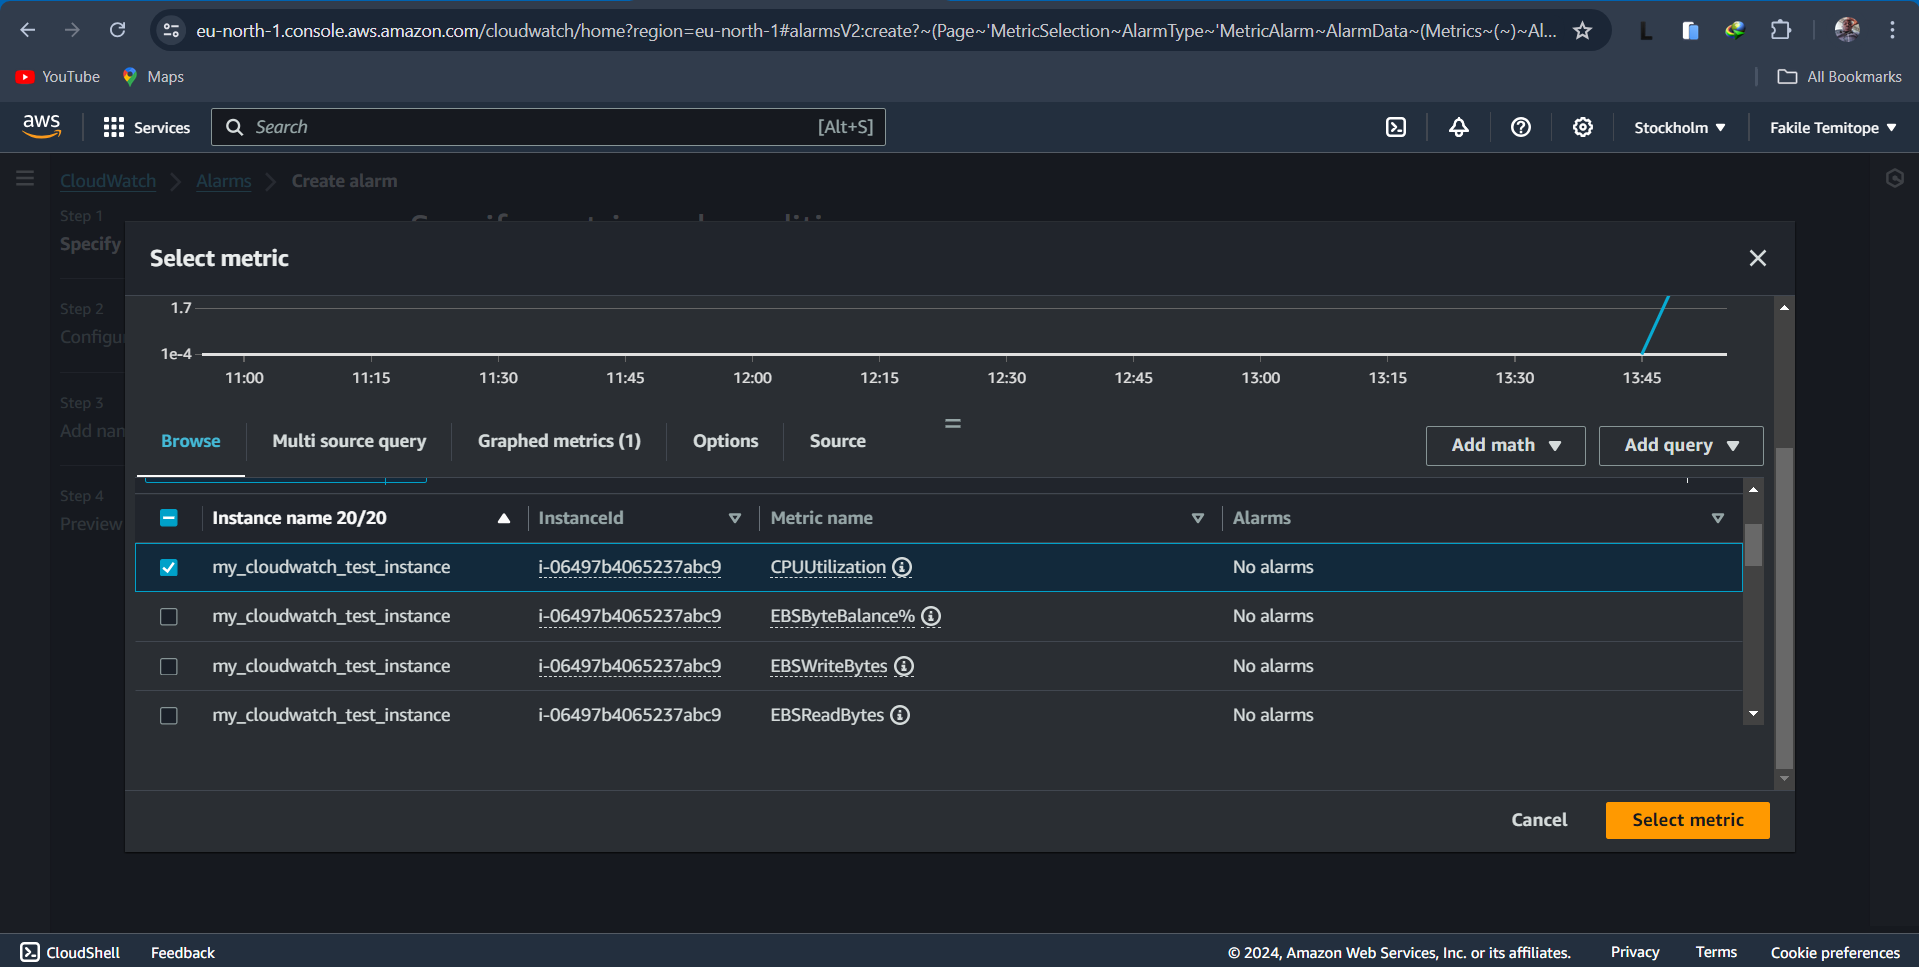 eu-north-1.console.aws.amazon.com/cloudwatch/home?region=eu-north-1#alarmsV2:create?~(Page~'MetricSelection~AlarmType~'MetricAlarm~AlarmData~(Metrics~(~)~Al...
L
YouTube
Maps
All Bookmarks
aws
Services
Search
[Alt+S]
Stockholm
Fakile Temitope
CloudWatch
Alarms
Create alarm
Step 1
Specify
Step 2
Configu
Step 3
Add nan
Step 4
Preview
Select metric
1.7
1e-4
11:00 11:15 11:30 11:45 12:00 12:15 12:30 12:45 13:00 13:15 13:30 13:45
Browse
Multi source query
Graphed metrics (1)
Options
Source
Add math
Add query
Instance name 20/20 InstanceId Metric name Alarms
my_cloudwatch_test_instance i-06497b4065237abc9 CPUUtilization No alarms
my_cloudwatch_test_instance i-06497b4065237abc9 EBSByteBalance% No alarms
my_cloudwatch_test_instance i-06497b4065237abc9 EBSWriteBytes No alarms
my_cloudwatch_test_instance i-06497b4065237abc9 EBSReadBytes No alarms
Cancel
Select metric
CloudShell
Feedback
© 2024, Amazon Web Services, Inc. or its affiliates.
Privacy
Terms
Cookie preferences